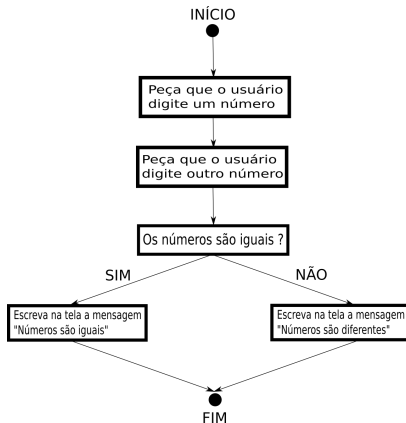 INÍCIO
Peça que o usuário
digite um número
Peça que o usuário
digite outro número
Os números são iguais ?
SIM
NÃO
Escreva na tela a mensagem
"Números são iguais"
Escreva na tela a mensagem
"Números são diferentes"
FIM